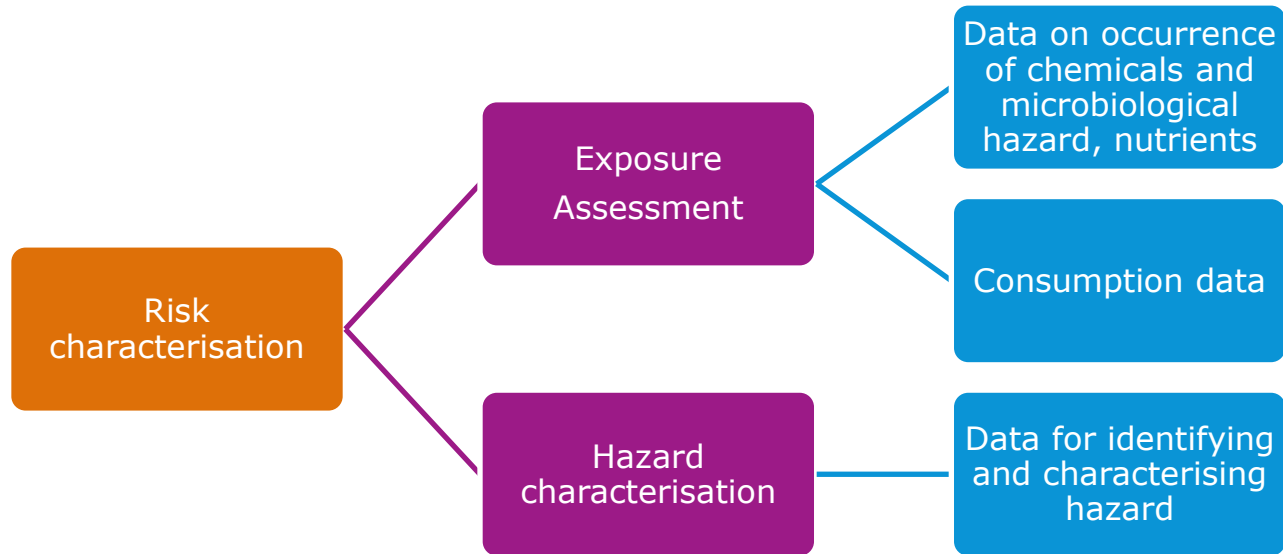 Risk
characterisation
Exposure
Assessment
Data on occurrence
of chemicals and
microbiological
hazard, nutrients
Consumption data
Hazard
characterisation
Data for identifying
and characterising
hazard